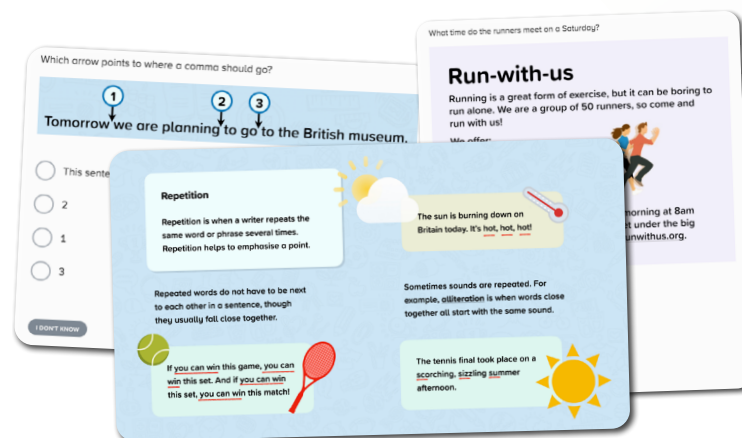 Which arrow points to where a comma should go?
1
2
3
Tomorrow we are planning to go to the British museum.
This
2
1
3
I DON'T KNOW
What time do the runners meet on a Saturday?
Run-with-us
Running is a great form of exercise, but it can be boring to
run alone. We are a group of 50 runners, so come and
run with us!
We offer:
morning at 8am
under the big
Repetition
Repetition is when a writer repeats the
same word or phrase several times.
Repetition helps to emphasise a point.
The sun is burning down on
Britain today. It's hot, hot, hot!
Repeated words do not have to be next
to each other in a sentence, though
they usually fall close together.
Sometimes sounds are repeated. For
example, alliteration is when words close
together all start with the same sound.
If you can win this game, you can
win this set. And if you can win
this set, you can win this match!
The tennis final took place on a
scorching, sizzling summer
afternoon.